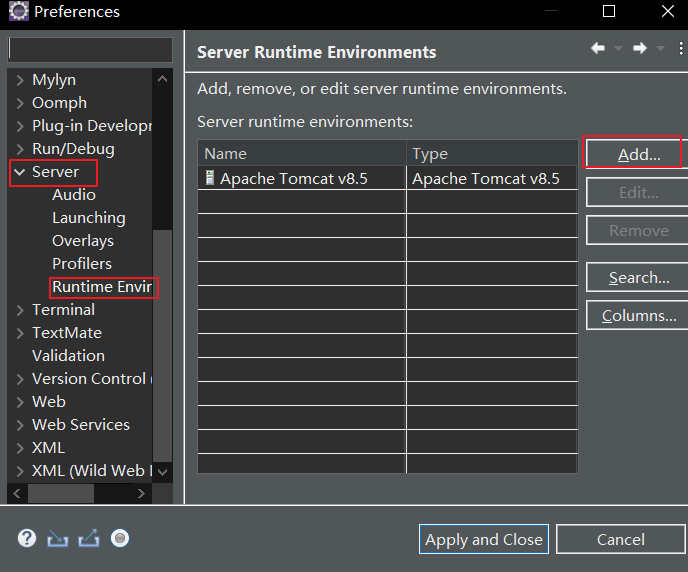 Preferences
Mylyn
Oomph
Plug-in Developr
Run/Debug
Server
Audio
Launching
Overlays
Profilers
Runtime Envir
Terminal
TextMate
Validation
Version Control (
Web
Web Services
XML
XML (Wild Web
Server Runtime Environments
Add, remove, or edit server runtime environments.
Server runtime environments:
Name Type
Apache Tomcat v8.5 Apache Tomcat v8.5
Add...
Edit...
Remove
Search...
Columns...
Apply and Close Cancel